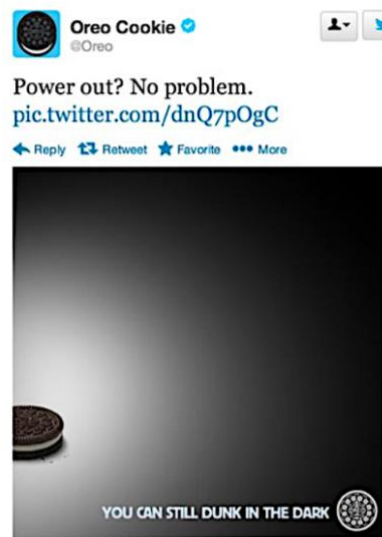 Oreo Cookie
@Oreo
Power out? No problem.
pic.twitter.com/dnQ7pOgC
Reply Retweet Favorite More
YOU CAN STILL DUNK IN THE DARK